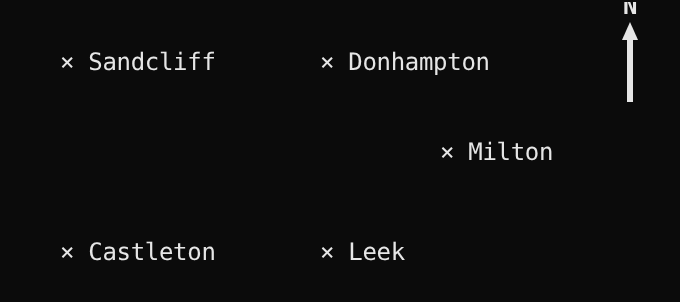 N
× Sandcliff × Donhampton
× Milton
× Castleton × Leek